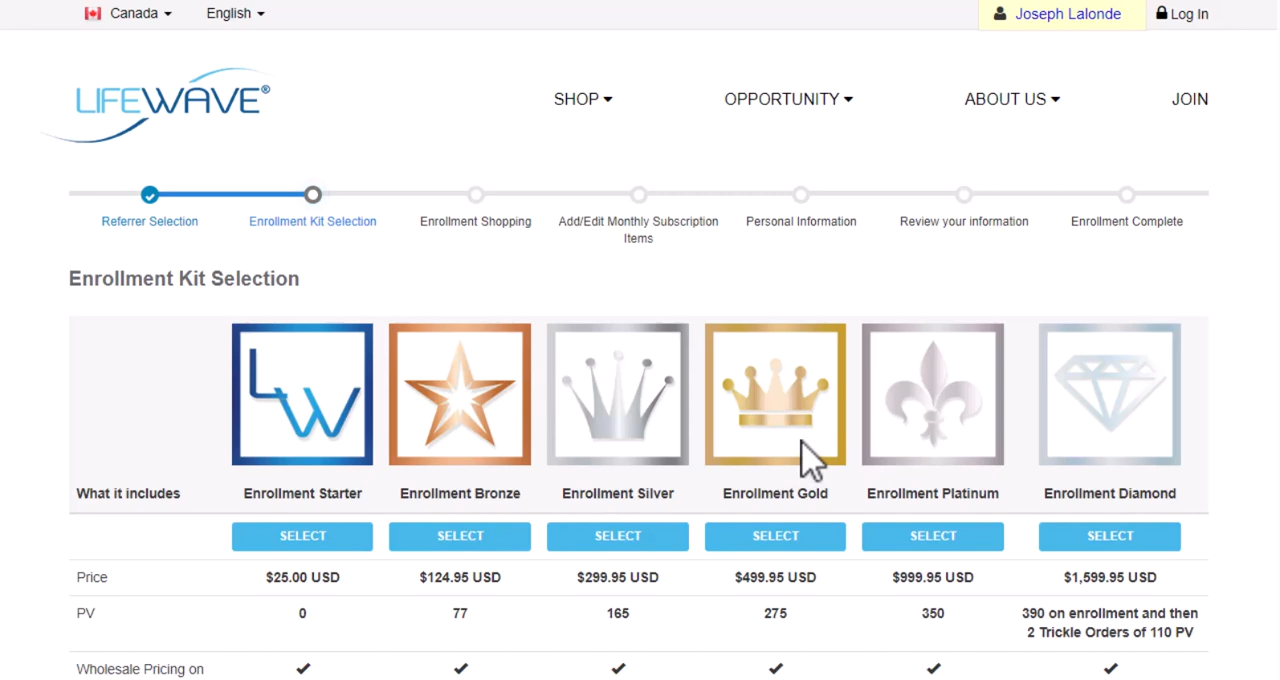 Canada English Joseph Lalonde Log In
LIFEWAVE® SHOP OPPORTUNITY ABOUT US JOIN
Referrer Selection Enrollment Kit Selection Enrollment Shopping Add/Edit Monthly Subscription Personal Information Review your information Enrollment Complete
Items
Enrollment Kit Selection
LW
What it includes Enrollment Starter Enrollment Bronze Enrollment Silver Enrollment Gold Enrollment Platinum Enrollment Diamond
SELECT SELECT SELECT SELECT SELECT SELECT
Price $25.00 USD $124.95 USD $299.95 USD $499.95 USD $999.95 USD $1,599.95 USD
PV 0 77 165 275 350 390 on enrollment and then
2 Trickle Orders of 110 PV
Wholesale Pricing on